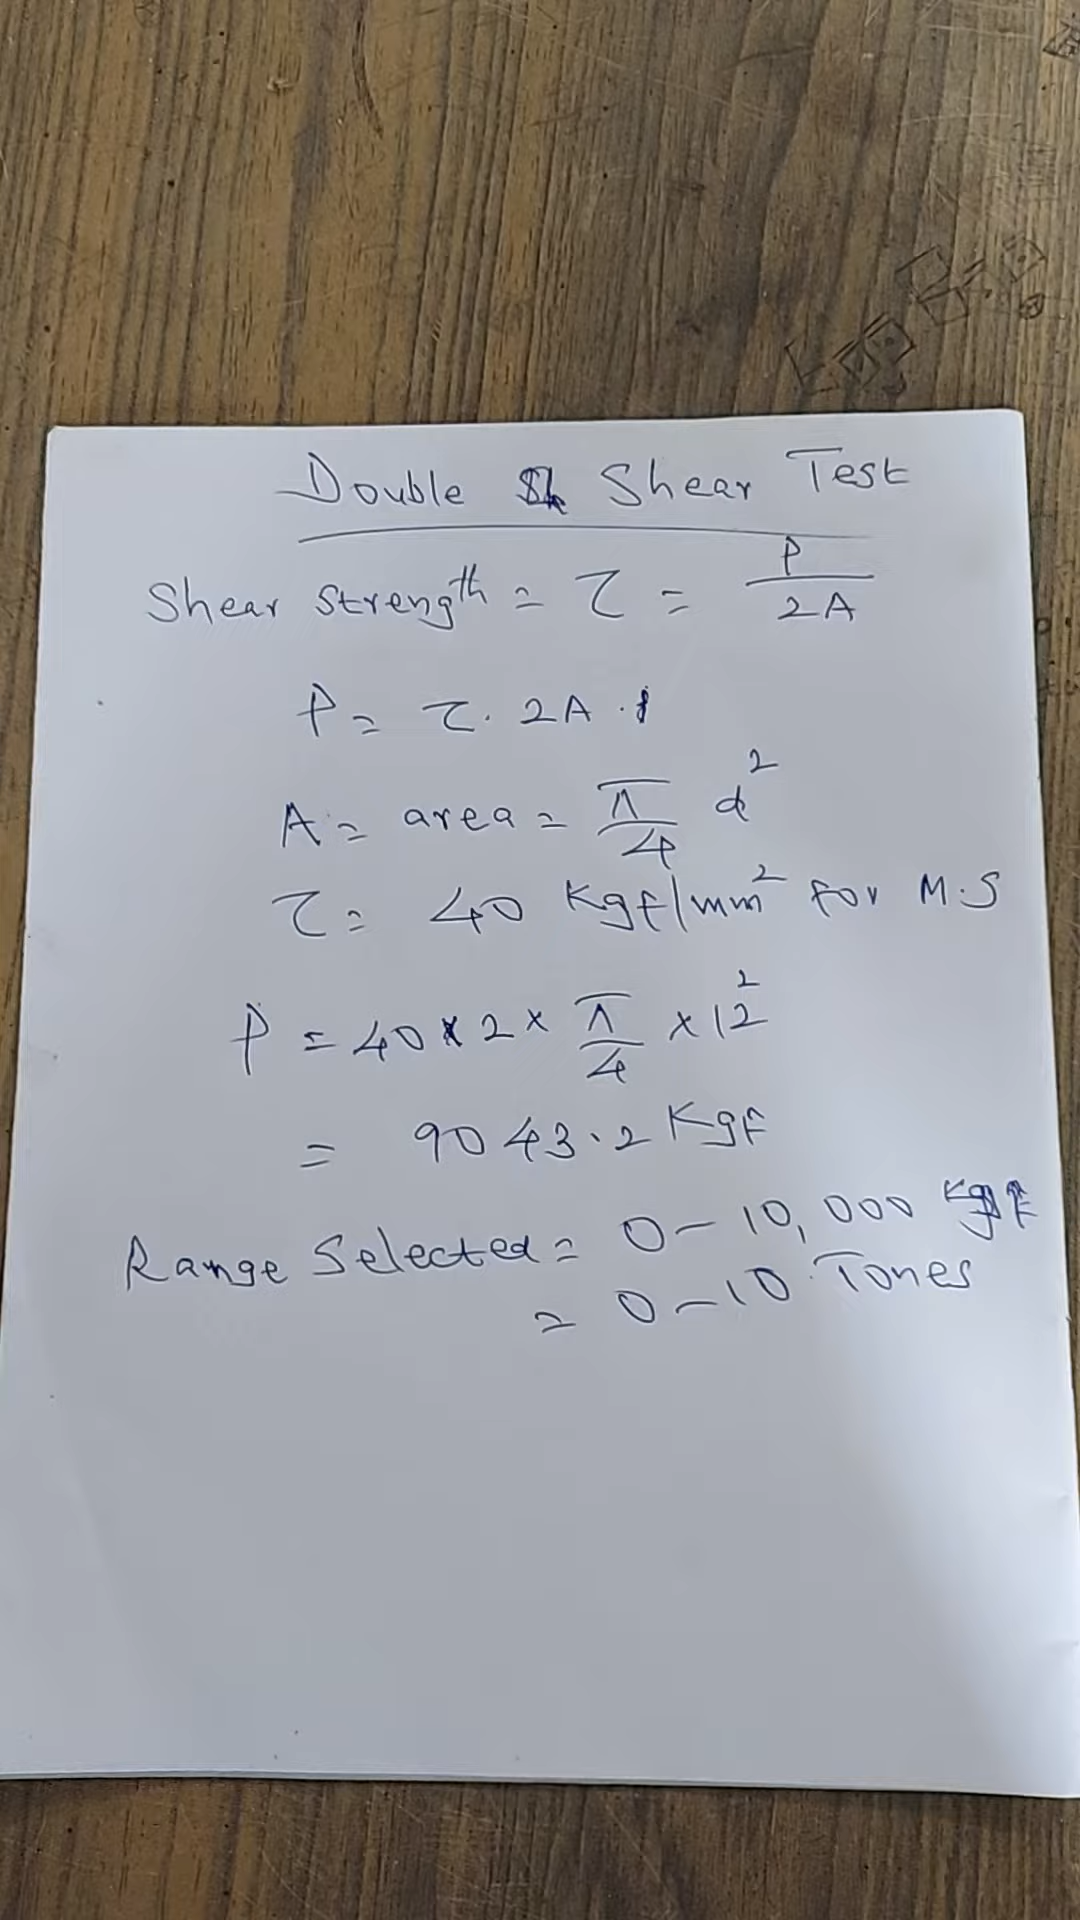 Double Shear Test
Shear Strength = τ = P / 2A
P = τ. 2A.
A = area = π/4 d²
τ = 40 Kgf/mm² for M.S
P = 40 x 2 x π/4 x 12²
= 9043.2 Kgf
Range Selected = 0 - 10,000 Kgf
= 0 - 10 Tones